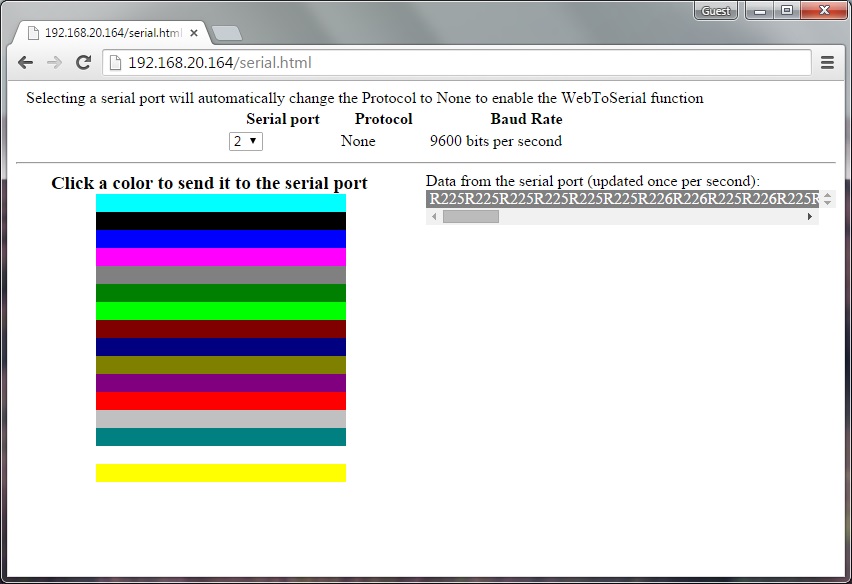 Guest
192.168.20.164/serial.html
192.168.20.164/serial.html
Selecting a serial port will automatically change the Protocol to None to enable the WebToSerial function
Serial port Protocol Baud Rate
2 None 9600 bits per second
Click a color to send it to the serial port
Data from the serial port (updated once per second):
R225R225R225R225R225R225R226R226R225R226R225R